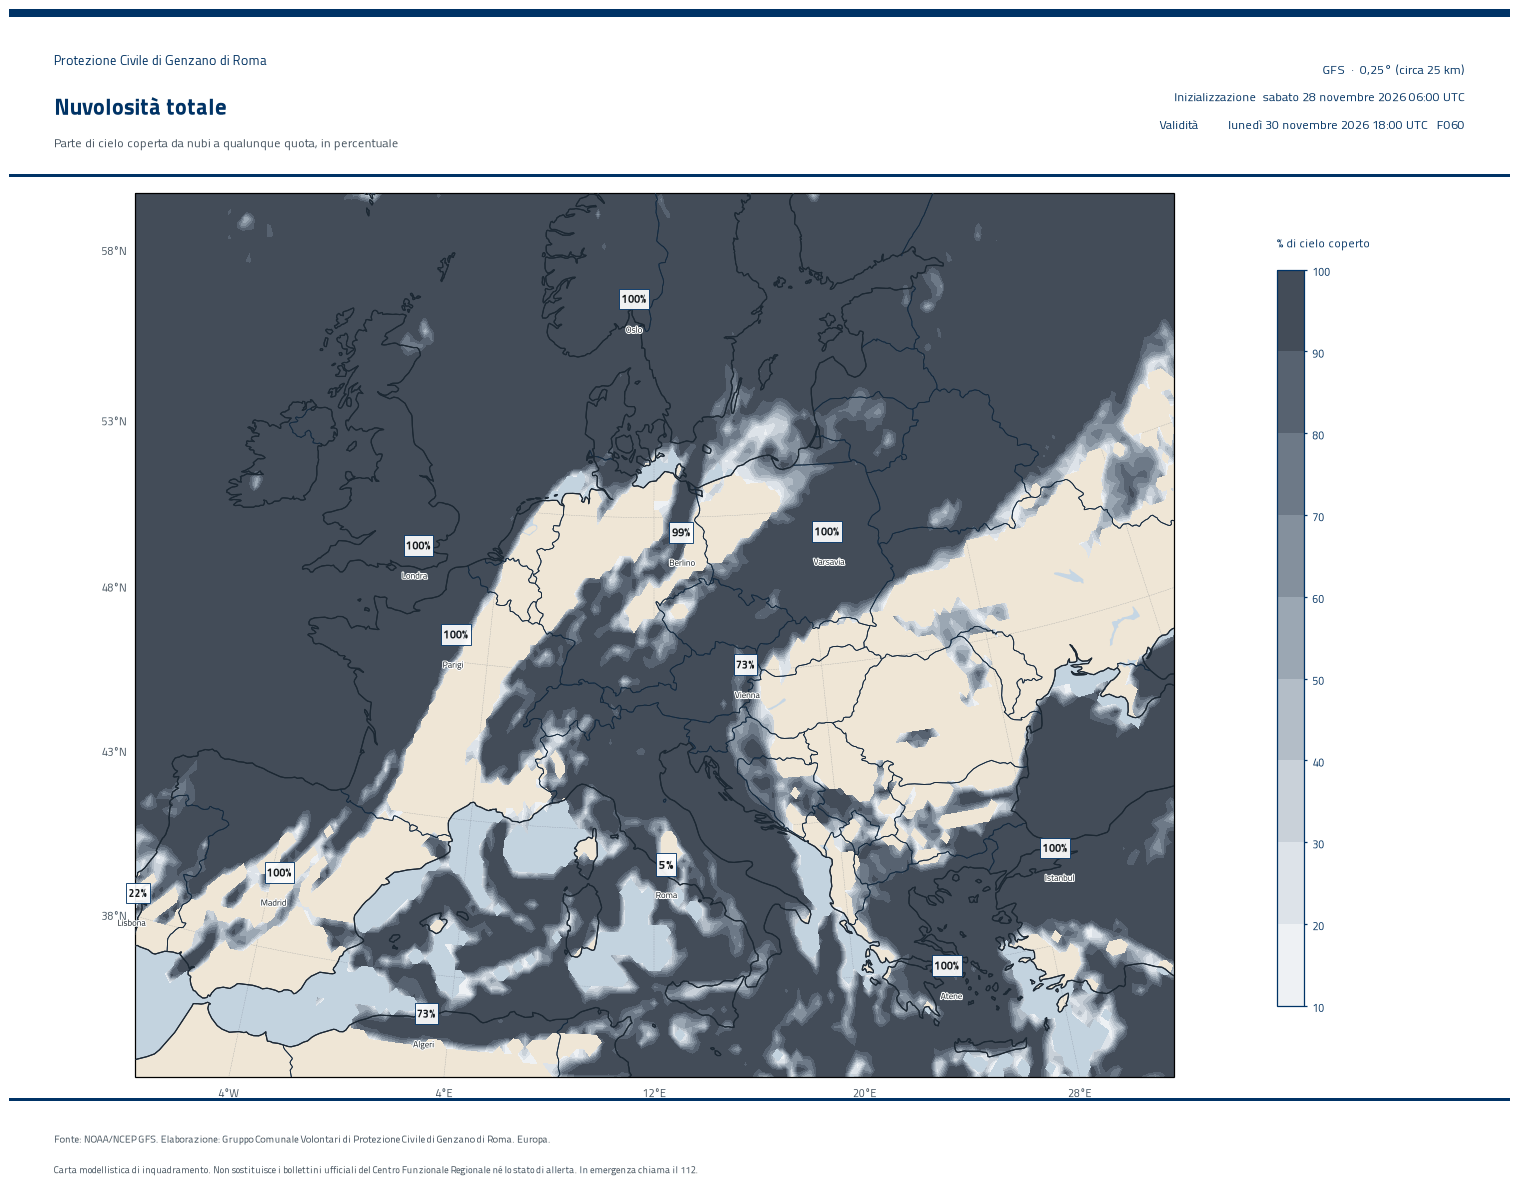 Protezione Civile di Genzano di Roma
Nuvolosità totale
Parte di cielo coperta da nubi a qualunque quota, in percentuale
GFS · 0,25° (circa 25 km)
Inizializzazione sabato 28 novembre 2026 06:00 UTC
Validità lunedì 30 novembre 2026 18:00 UTC F060
% di cielo coperto
100
90
80
70
60
50
40
30
20
10
58°N
53°N
48°N
43°N
38°N
4°W
4°E
12°E
20°E
28°E
100%
Oslo
100%
Londra
99%
Berlino
100%
Varsavia
100%
Parigi
73%
Vienna
100%
Madrid
22%
Lisbona
5%
Roma
100%
Istanbul
100%
Atene
73%
Algeri
Fonte: NOAA/NCEP GFS. Elaborazione: Gruppo Comunale Volontari di Protezione Civile di Genzano di Roma. Europa.
Carta modellistica di inquadramento. Non sostituisce i bollettini ufficiali del Centro Funzionale Regionale né lo stato di allerta. In emergenza chiama il 112.